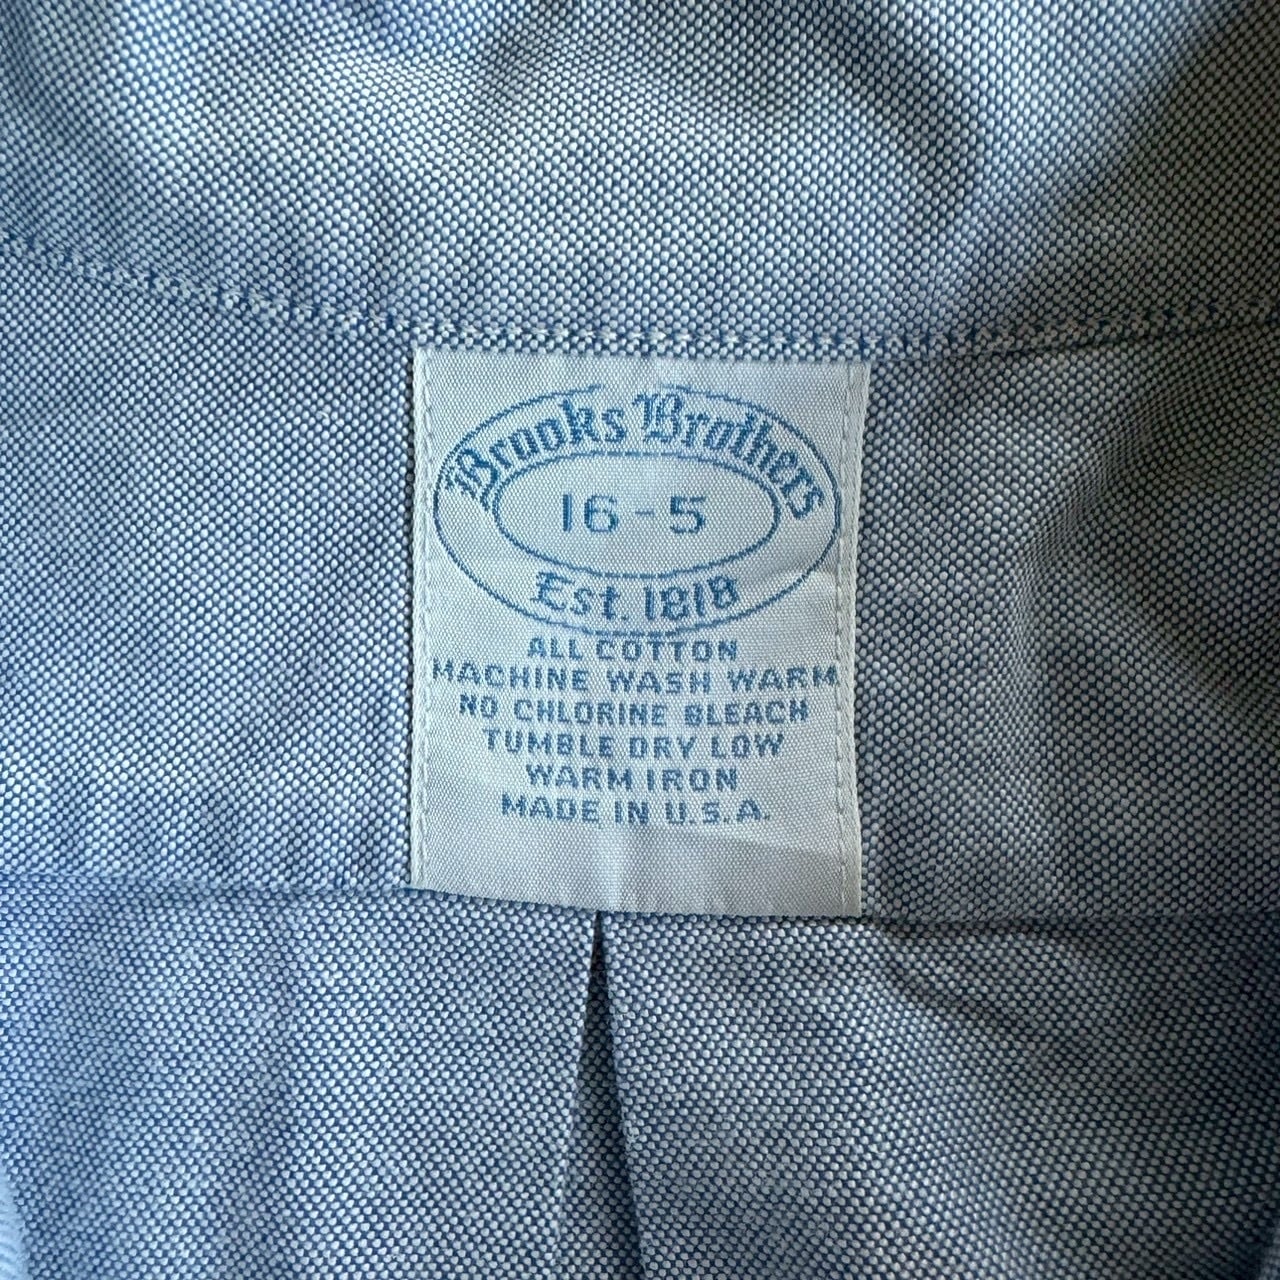 Brooks Brothers
16-5
Est. 1818
ALL COTTON
MACHINE WASH WARM
NO CHLORINE BLEACH
TUMBLE DRY LOW
WARM IRON
MADE IN U.S.A.